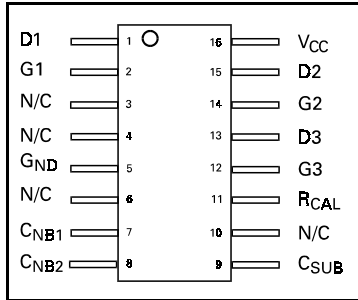 D1 1 16 VCC
G1 2 15 D2
N/C 3 14 G2
N/C 4 13 D3
GND 5 12 G3
N/C 6 11 RCAL
CNB1 7 10 N/C
CNB2 8 9 CSUB